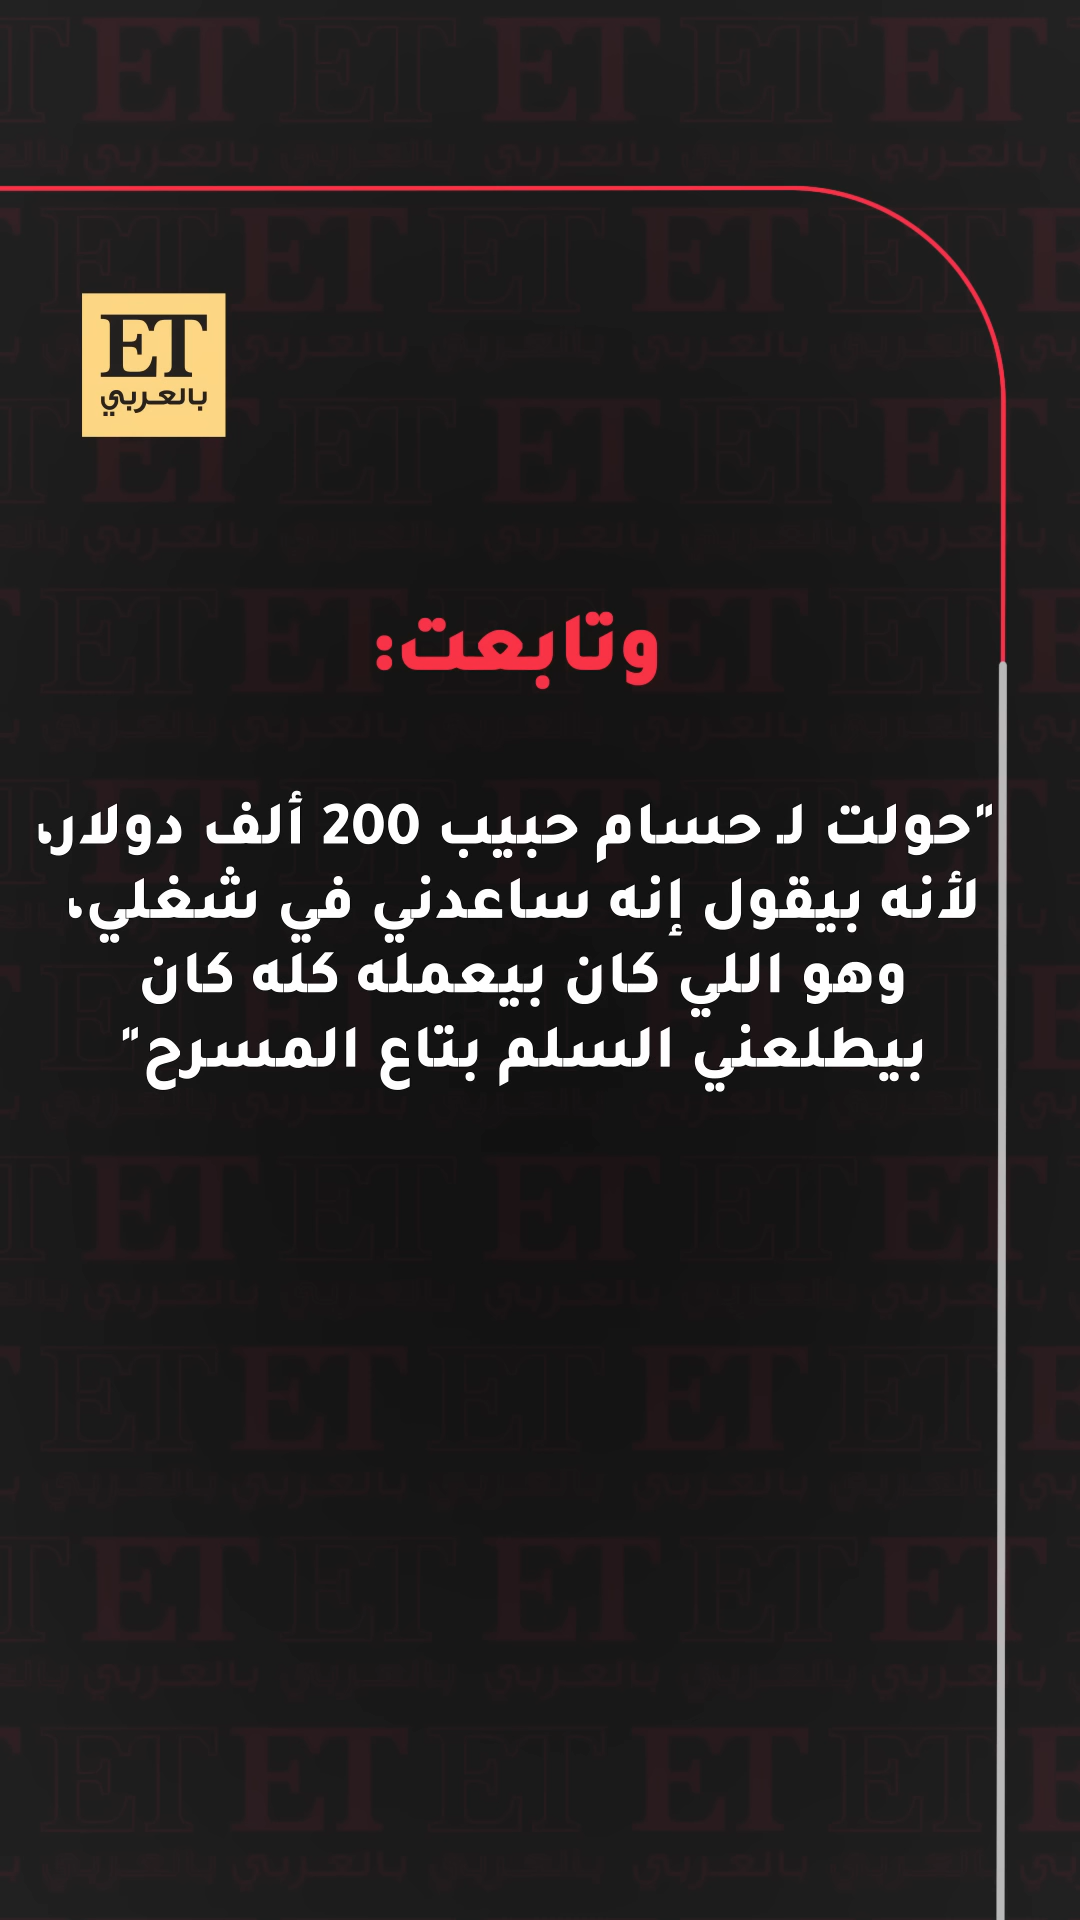 ET
بالعربي
وتابعت:
"حولت لـ حسام حبيب 200 ألف دولار،
لأنه بيقول إنه ساعدني في شغلي،
وهو اللي كان بيعمله كله كان
بيطلعني السلم بتاع المسرح"